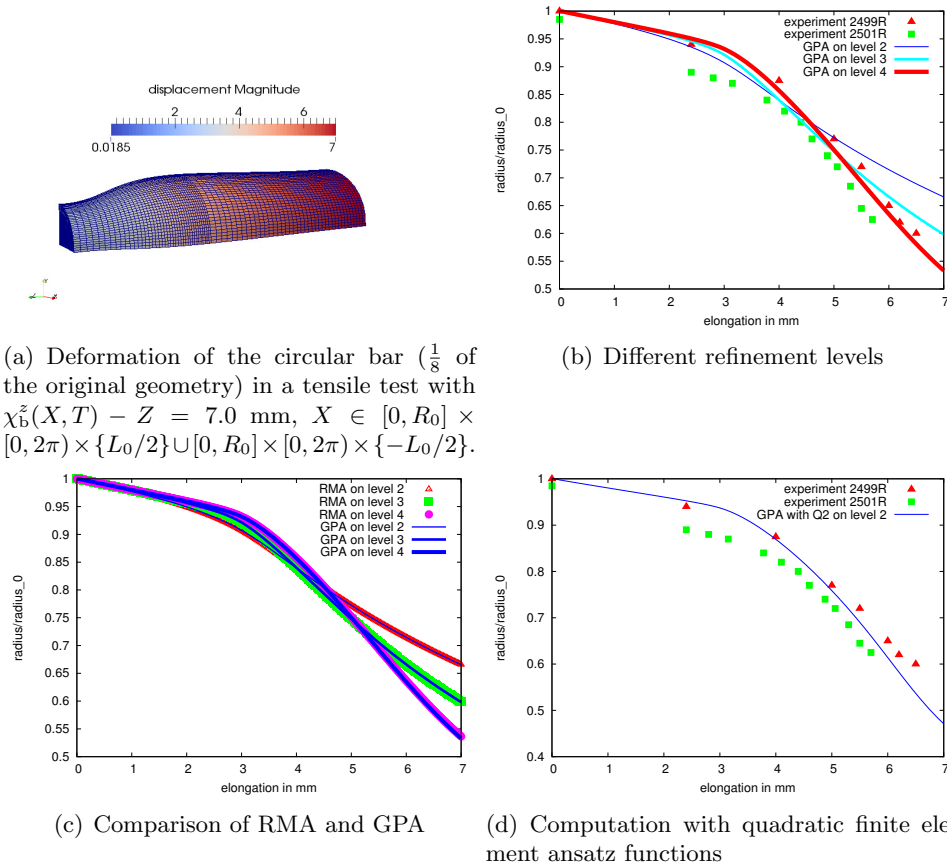 displacement Magnitude
2 4 6
0.0185 7
(a) Deformation of the circular bar (1/8 of
the original geometry) in a tensile test with
χ_b^z(X, T) − Z = 7.0 mm, X ∈ [0, R_0] ×
[0, 2π) × {L_0/2} ∪ [0, R_0] × [0, 2π) × {−L_0/2}.
experiment 2499R
experiment 2501R
GPA on level 2
GPA on level 3
GPA on level 4
1
0.95
0.9
0.85
0.8
0.75
0.7
0.65
0.6
0.55
0.5
radius/radius_0
0 1 2 3 4 5 6 7
elongation in mm
(b) Different refinement levels
RMA on level 2
RMA on level 3
RMA on level 4
GPA on level 2
GPA on level 3
GPA on level 4
1
0.95
0.9
0.85
0.8
0.75
0.7
0.65
0.6
0.55
0.5
radius/radius_0
0 1 2 3 4 5 6 7
elongation in mm
(c) Comparison of RMA and GPA
experiment 2499R
experiment 2501R
GPA with Q2 on level 2
1
0.9
0.8
0.7
0.6
0.5
0.4
radius/radius_0
0 1 2 3 4 5 6 7
elongation in mm
(d) Computation with quadratic finite ele
ment ansatz functions